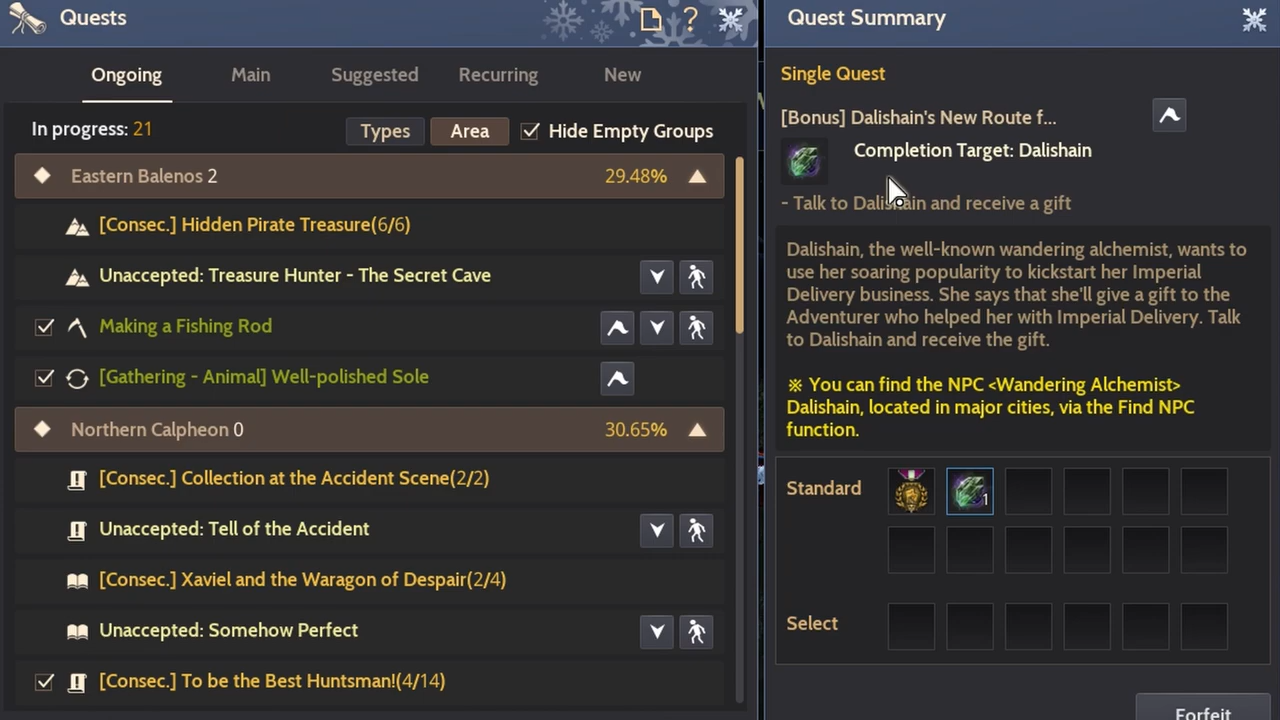 Quests
?
Ongoing
Main
Suggested
Recurring
New
In progress: 21
Types
Area
Hide Empty Groups
Eastern Balenos 2
29.48%
[Consec.] Hidden Pirate Treasure(6/6)
Unaccepted: Treasure Hunter - The Secret Cave
Making a Fishing Rod
[Gathering - Animal] Well-polished Sole
Northern Calpheon 0
30.65%
[Consec.] Collection at the Accident Scene(2/2)
Unaccepted: Tell of the Accident
[Consec.] Xaviel and the Waragon of Despair(2/4)
Unaccepted: Somehow Perfect
[Consec.] To be the Best Huntsman!(4/14)
Quest Summary
Single Quest
[Bonus] Dalishain's New Route f...
Completion Target: Dalishain
- Talk to Dalishain and receive a gift
Dalishain, the well-known wandering alchemist, wants to
use her soaring popularity to kickstart her Imperial
Delivery business. She says that she'll give a gift to the
Adventurer who helped her with Imperial Delivery. Talk
to Dalishain and receive the gift.
※ You can find the NPC <Wandering Alchemist>
Dalishain, located in major cities, via the Find NPC
function.
Standard
1
Select
Forfeit